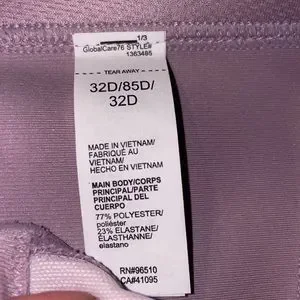 1/3
GlobalCare76 STYLE#
1363485
TEAR AWAY
32D/85D/
32D
MADE IN VIETNAM/
FABRIQUÉ AU
VIETNAM/
HECHO EN VIETNAM
MAIN BODY/CORPS
PRINCIPAL/PARTE
PRINCIPAL DEL
CUERPO
77% POLYESTER/
poliéster
23% ELASTANE/
ÉLASTHANNE/
elastano
RN#96510
CA#41095